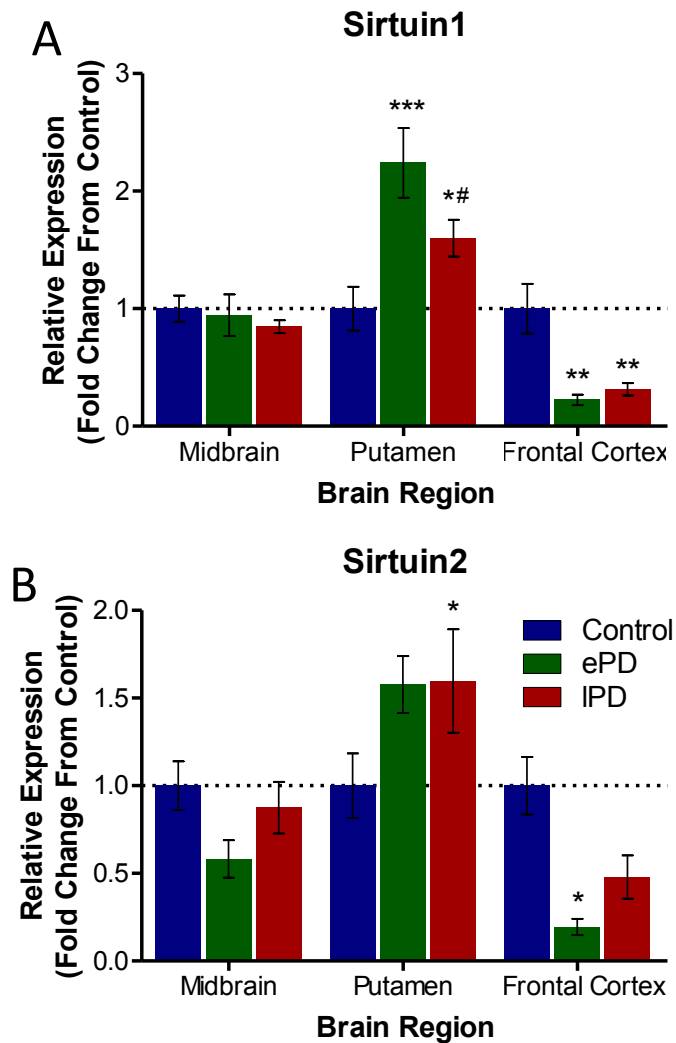 A
Sirtuin1
Relative Expression
(Fold Change From Control)
3
2
1
0
***
*#
**
**
Midbrain
Putamen
Frontal Cortex
Brain Region
B
Sirtuin2
Relative Expression
(Fold Change From Control)
2.0
1.5
1.0
0.5
0.0
*
*
Control
ePD
lPD
Midbrain
Putamen
Frontal Cortex
Brain Region